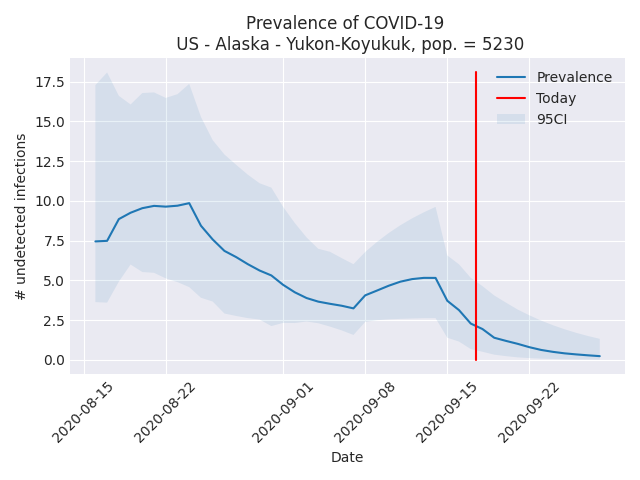 Prevalence of COVID-19
US - Alaska - Yukon-Koyukuk, pop. = 5230
Prevalence
Today
95CI
17.5
15.0
12.5
10.0
7.5
5.0
2.5
0.0
# undetected infections
2020-08-15
2020-08-22
2020-09-01
2020-09-08
2020-09-15
2020-09-22
Date